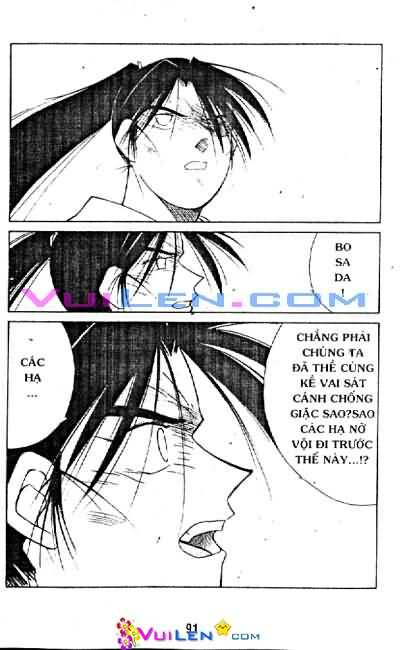 BO
SA
DA
!
VuiLen.com
CÁC
HẠ
...
CHẲNG PHẢI
CHÚNG TA
ĐÃ THỀ CÙNG
KỀ VAI SÁT
CÁNH CHỐNG
GIẶC SAO?SAO
CÁC HẠ NỠ
VỘI ĐI TRƯỚC
THẾ NÀY...!?
91
VuiLen.com